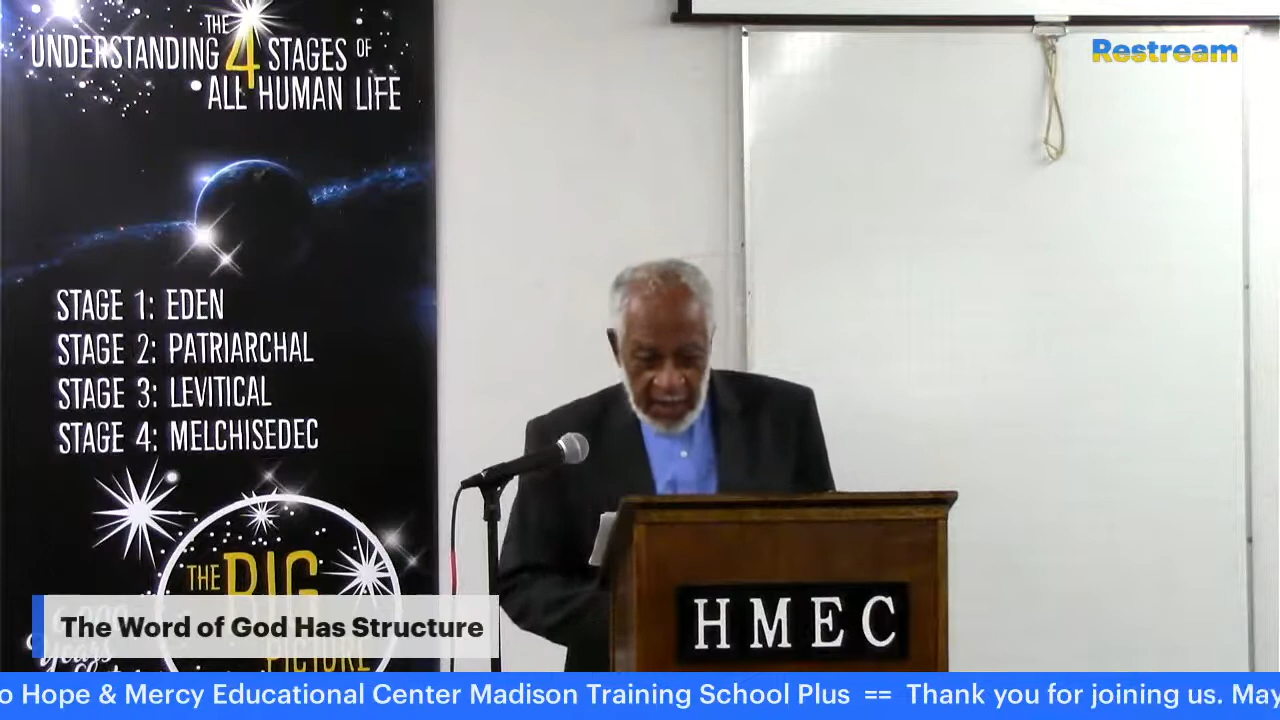 THE
UNDERSTANDING 4 STAGES OF
ALL HUMAN LIFE
STAGE 1: EDEN
STAGE 2: PATRIARCHAL
STAGE 3: LEVITICAL
STAGE 4: MELCHISEDEC
THE BIG
PICTURE
Restream
HMEC
The Word of God Has Structure
o Hope & Mercy Educational Center Madison Training School Plus == Thank you for joining us. May